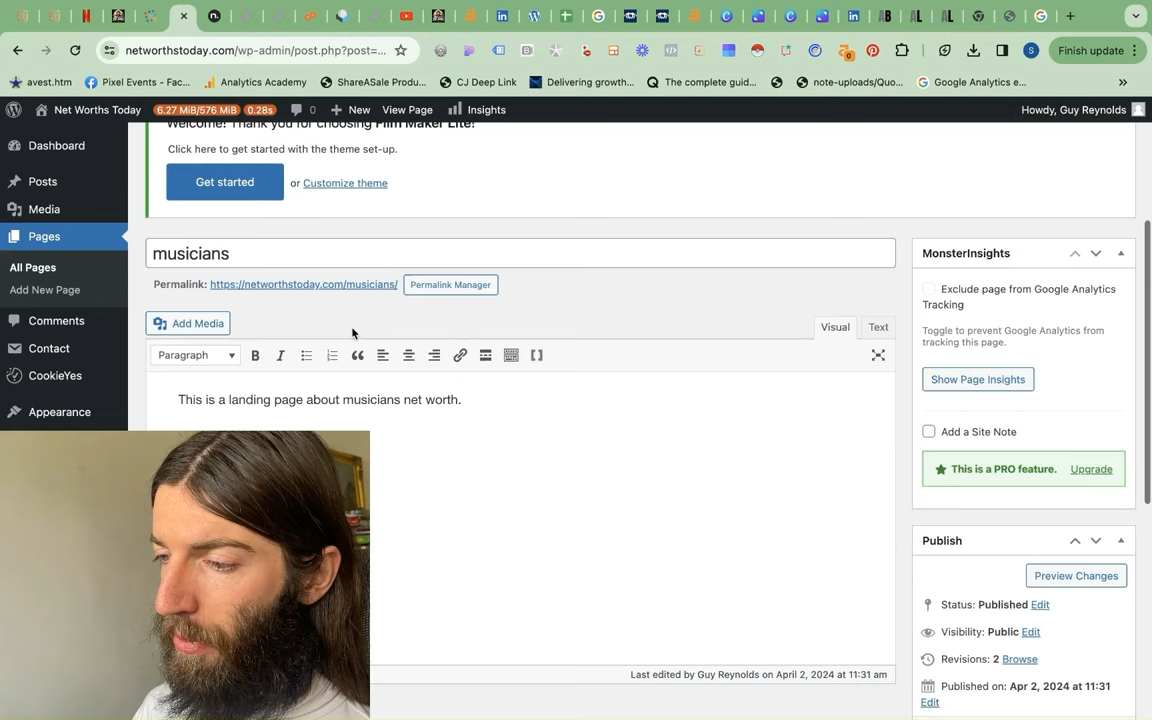 networthstoday.com/wp-admin/post.php?post=...
Finish update
avest.htm
Pixel Events - Fac...
Analytics Academy
ShareASale Produ...
CJ Deep Link
Delivering growth...
The complete guid...
note-uploads/Quo...
Google Analytics e...
Net Worths Today
6.27 MiB/576 MiB
0.28s
0
New
View Page
Insights
Howdy, Guy Reynolds
Welcome! Thank you for choosing Film Maker Lite!
Click here to get started with the theme set-up.
Get started
or Customize theme
Dashboard
Posts
Media
Pages
All Pages
Add New Page
Comments
Contact
CookieYes
Appearance
musicians
Permalink: https://networthstoday.com/musicians/
Permalink Manager
Add Media
Visual
Text
Paragraph
This is a landing page about musicians net worth.
Last edited by Guy Reynolds on April 2, 2024 at 11:31 am
MonsterInsights
Exclude page from Google Analytics
Tracking
Toggle to prevent Google Analytics from
tracking this page.
Show Page Insights
Add a Site Note
This is a PRO feature. Upgrade
Publish
Preview Changes
Status: Published Edit
Visibility: Public Edit
Revisions: 2 Browse
Published on: Apr 2, 2024 at 11:31
Edit